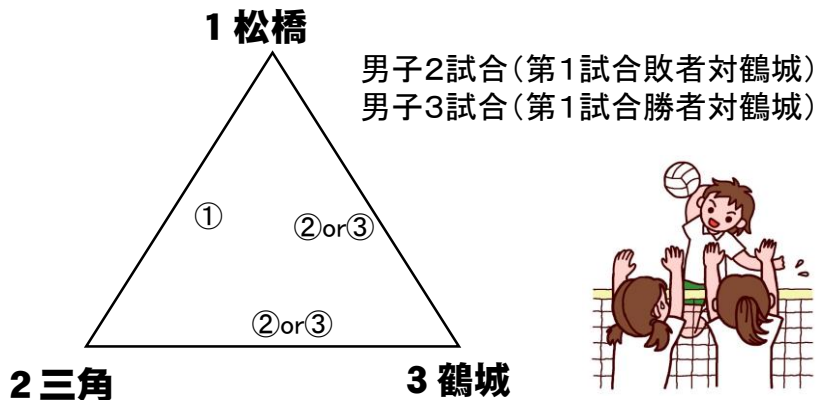 1 松橋
男子2試合(第1試合敗者対鶴城)
男子3試合(第1試合勝者対鶴城)
①
②or③
②or③
2 三角
3 鶴城